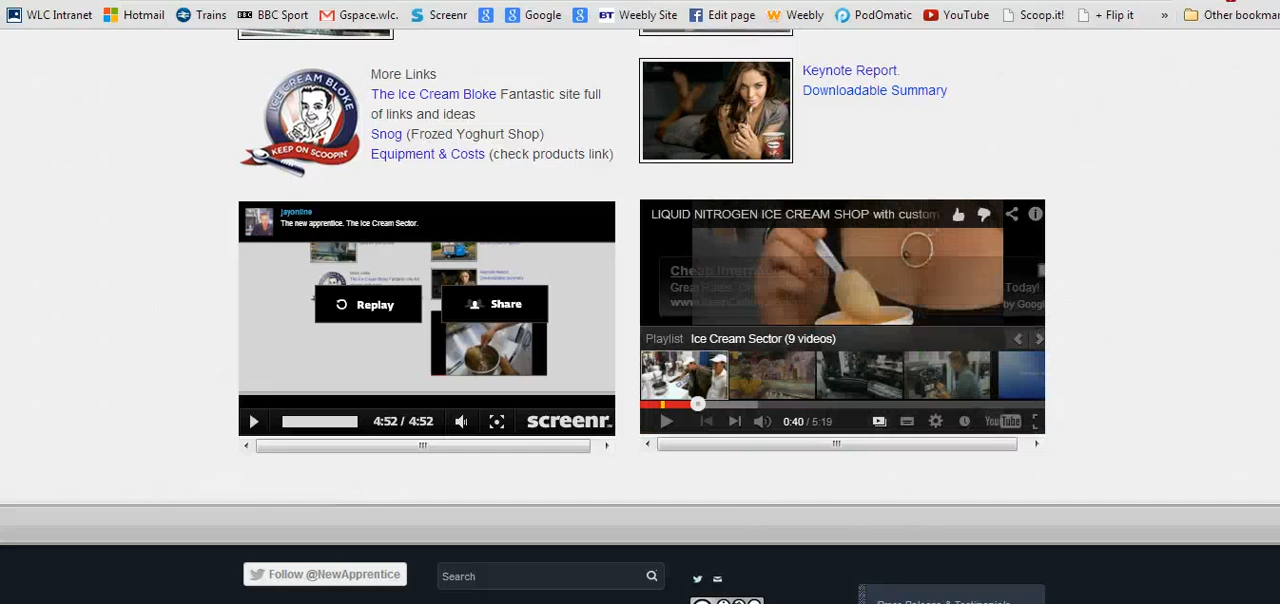 WLC Intranet Hotmail Trains BBC Sport Gspace.wlc. Screenr Google Weebly Site Edit page Weebly PodOmatic YouTube Scoop.it! + Flip it » Other bookmar
ICE CREAM BLOKE
KEEP ON SCOOPIN'
More Links
The Ice Cream Bloke Fantastic site full
of links and ideas
Snog (Frozed Yoghurt Shop)
Equipment & Costs (check products link)
Keynote Report.
Downloadable Summary
jayonline
The new apprentice. The Ice Cream Sector.
Replay
Share
4:52 / 4:52
screenr
LIQUID NITROGEN ICE CREAM SHOP with custom
Today!
by Googl
Playlist Ice Cream Sector (9 videos)
0:40 / 5:19
YouTube
Follow @NewApprentice
Search